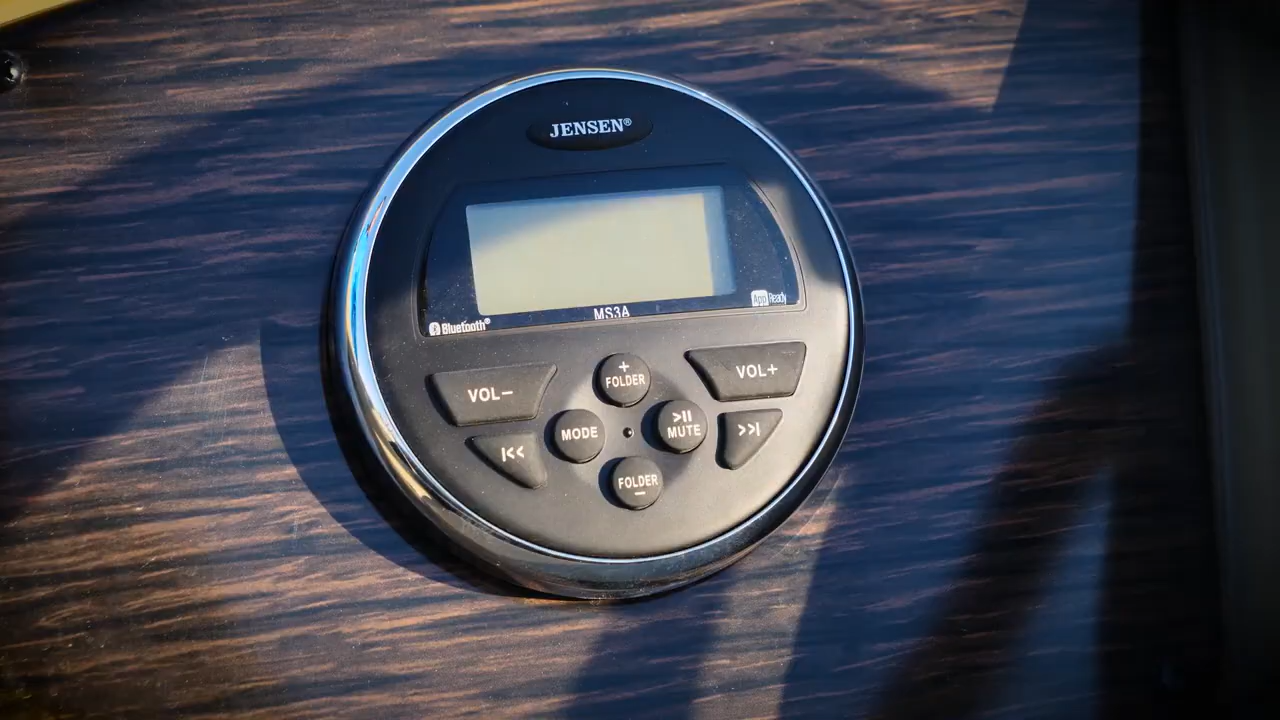 JENSEN®
MS3A
Bluetooth®
App Ready
VOL−
+
FOLDER
VOL+
MODE
>II
MUTE
I<<
>>I
FOLDER
−